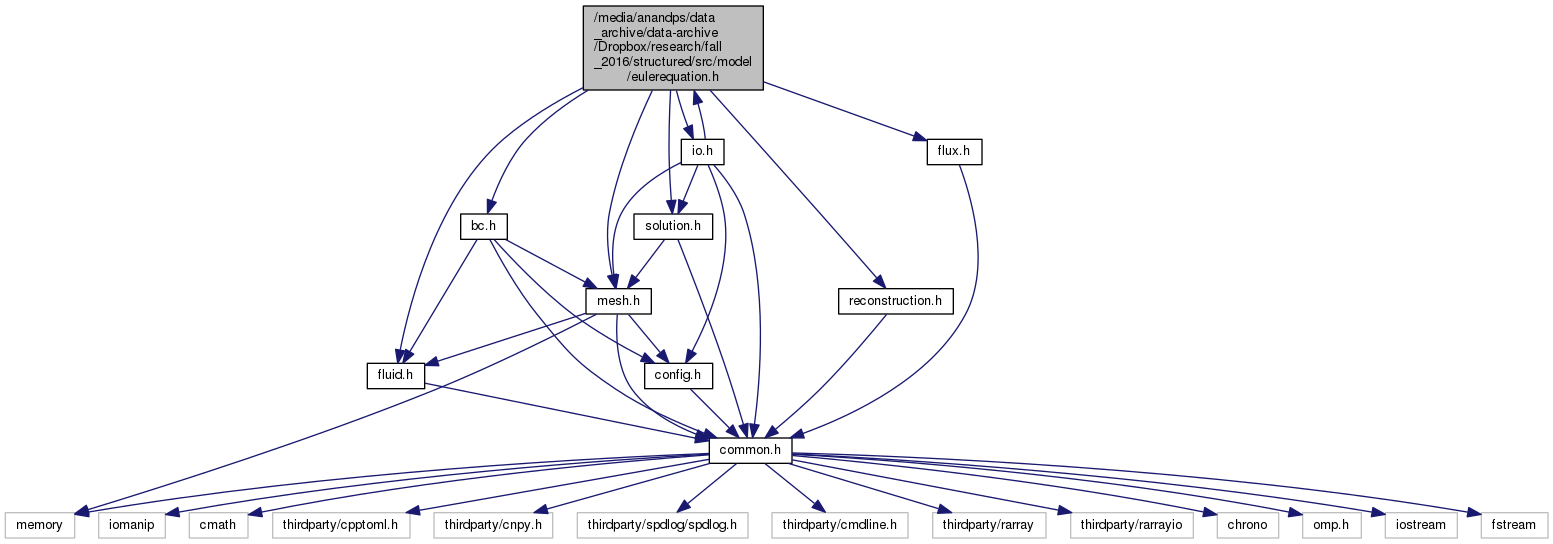 /media/anandps/data
_archive/data-archive
/Dropbox/research/fall
_2016/structured/src/model
/eulerequation.h
io.h
flux.h
bc.h
solution.h
mesh.h
reconstruction.h
fluid.h
config.h
common.h
memory
iomanip
cmath
thirdparty/cpptoml.h
thirdparty/cnpy.h
thirdparty/spdlog/spdlog.h
thirdparty/cmdline.h
thirdparty/rarray
thirdparty/rarrayio
chrono
omp.h
iostream
fstream